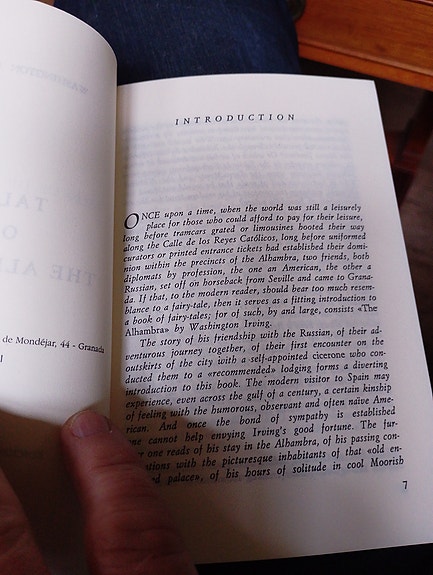 TAL
O
THE AL
de Mondéjar, 44 - Granada
INTRODUCTION
ONCE upon a time, when the world was still a leisurely
place for those who could afford to pay for their leisure,
long before tramcars grated or limousines hooted their way
along the Calle de los Reyes Católicos, long before uniformed
curators or printed entrance tickets had established their domi-
nion within the precincts of the Alhambra, two friends, both
diplomats by profession, the one an American, the other a
Russian, set off on horseback from Seville and came to Grana-
da. If that, to the modern reader, should bear too much resem-
blance to a fairy-tale, then it serves as a fitting introduction to
a book of fairy-tales; for of such, by and large, consists «The
Alhambra» by Washington Irving.
The story of his friendship with the Russian, of their ad-
venturous journey together, of their first encounter on the
outskirts of the city with a self-appointed cicerone who con-
ducted them to a «recommended» lodging forms a diverting
introduction to this book. The modern visitor to Spain may
experience, even across the gulf of a century, a certain kinship
of feeling with the humorous, observant and often naïve Ame-
rican. And once the bond of sympathy is established
one cannot help envying Irving's good fortune. The fur-
one reads of his stay in the Alhambra, of his passing con-
ations with the picturesque inhabitants of that «old en-
ed palace», of his hours of solitude in cool Moorish
7